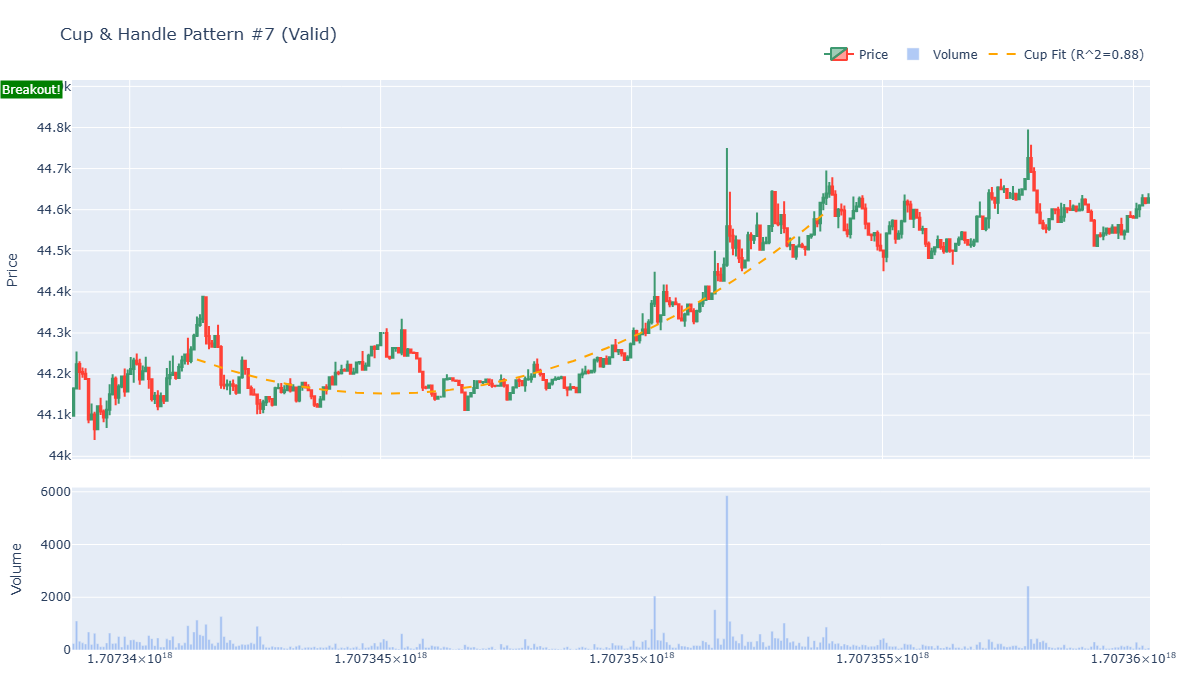 Cup & Handle Pattern #7 (Valid)
Price
Volume
Cup Fit (R^2=0.88)
Breakout!
k
44.8k
44.7k
44.6k
44.5k
44.4k
44.3k
44.2k
44.1k
44k
Price
6000
4000
2000
0
Volume
1.70734×10¹⁸
1.707345×10¹⁸
1.70735×10¹⁸
1.707355×10¹⁸
1.70736×10¹⁸